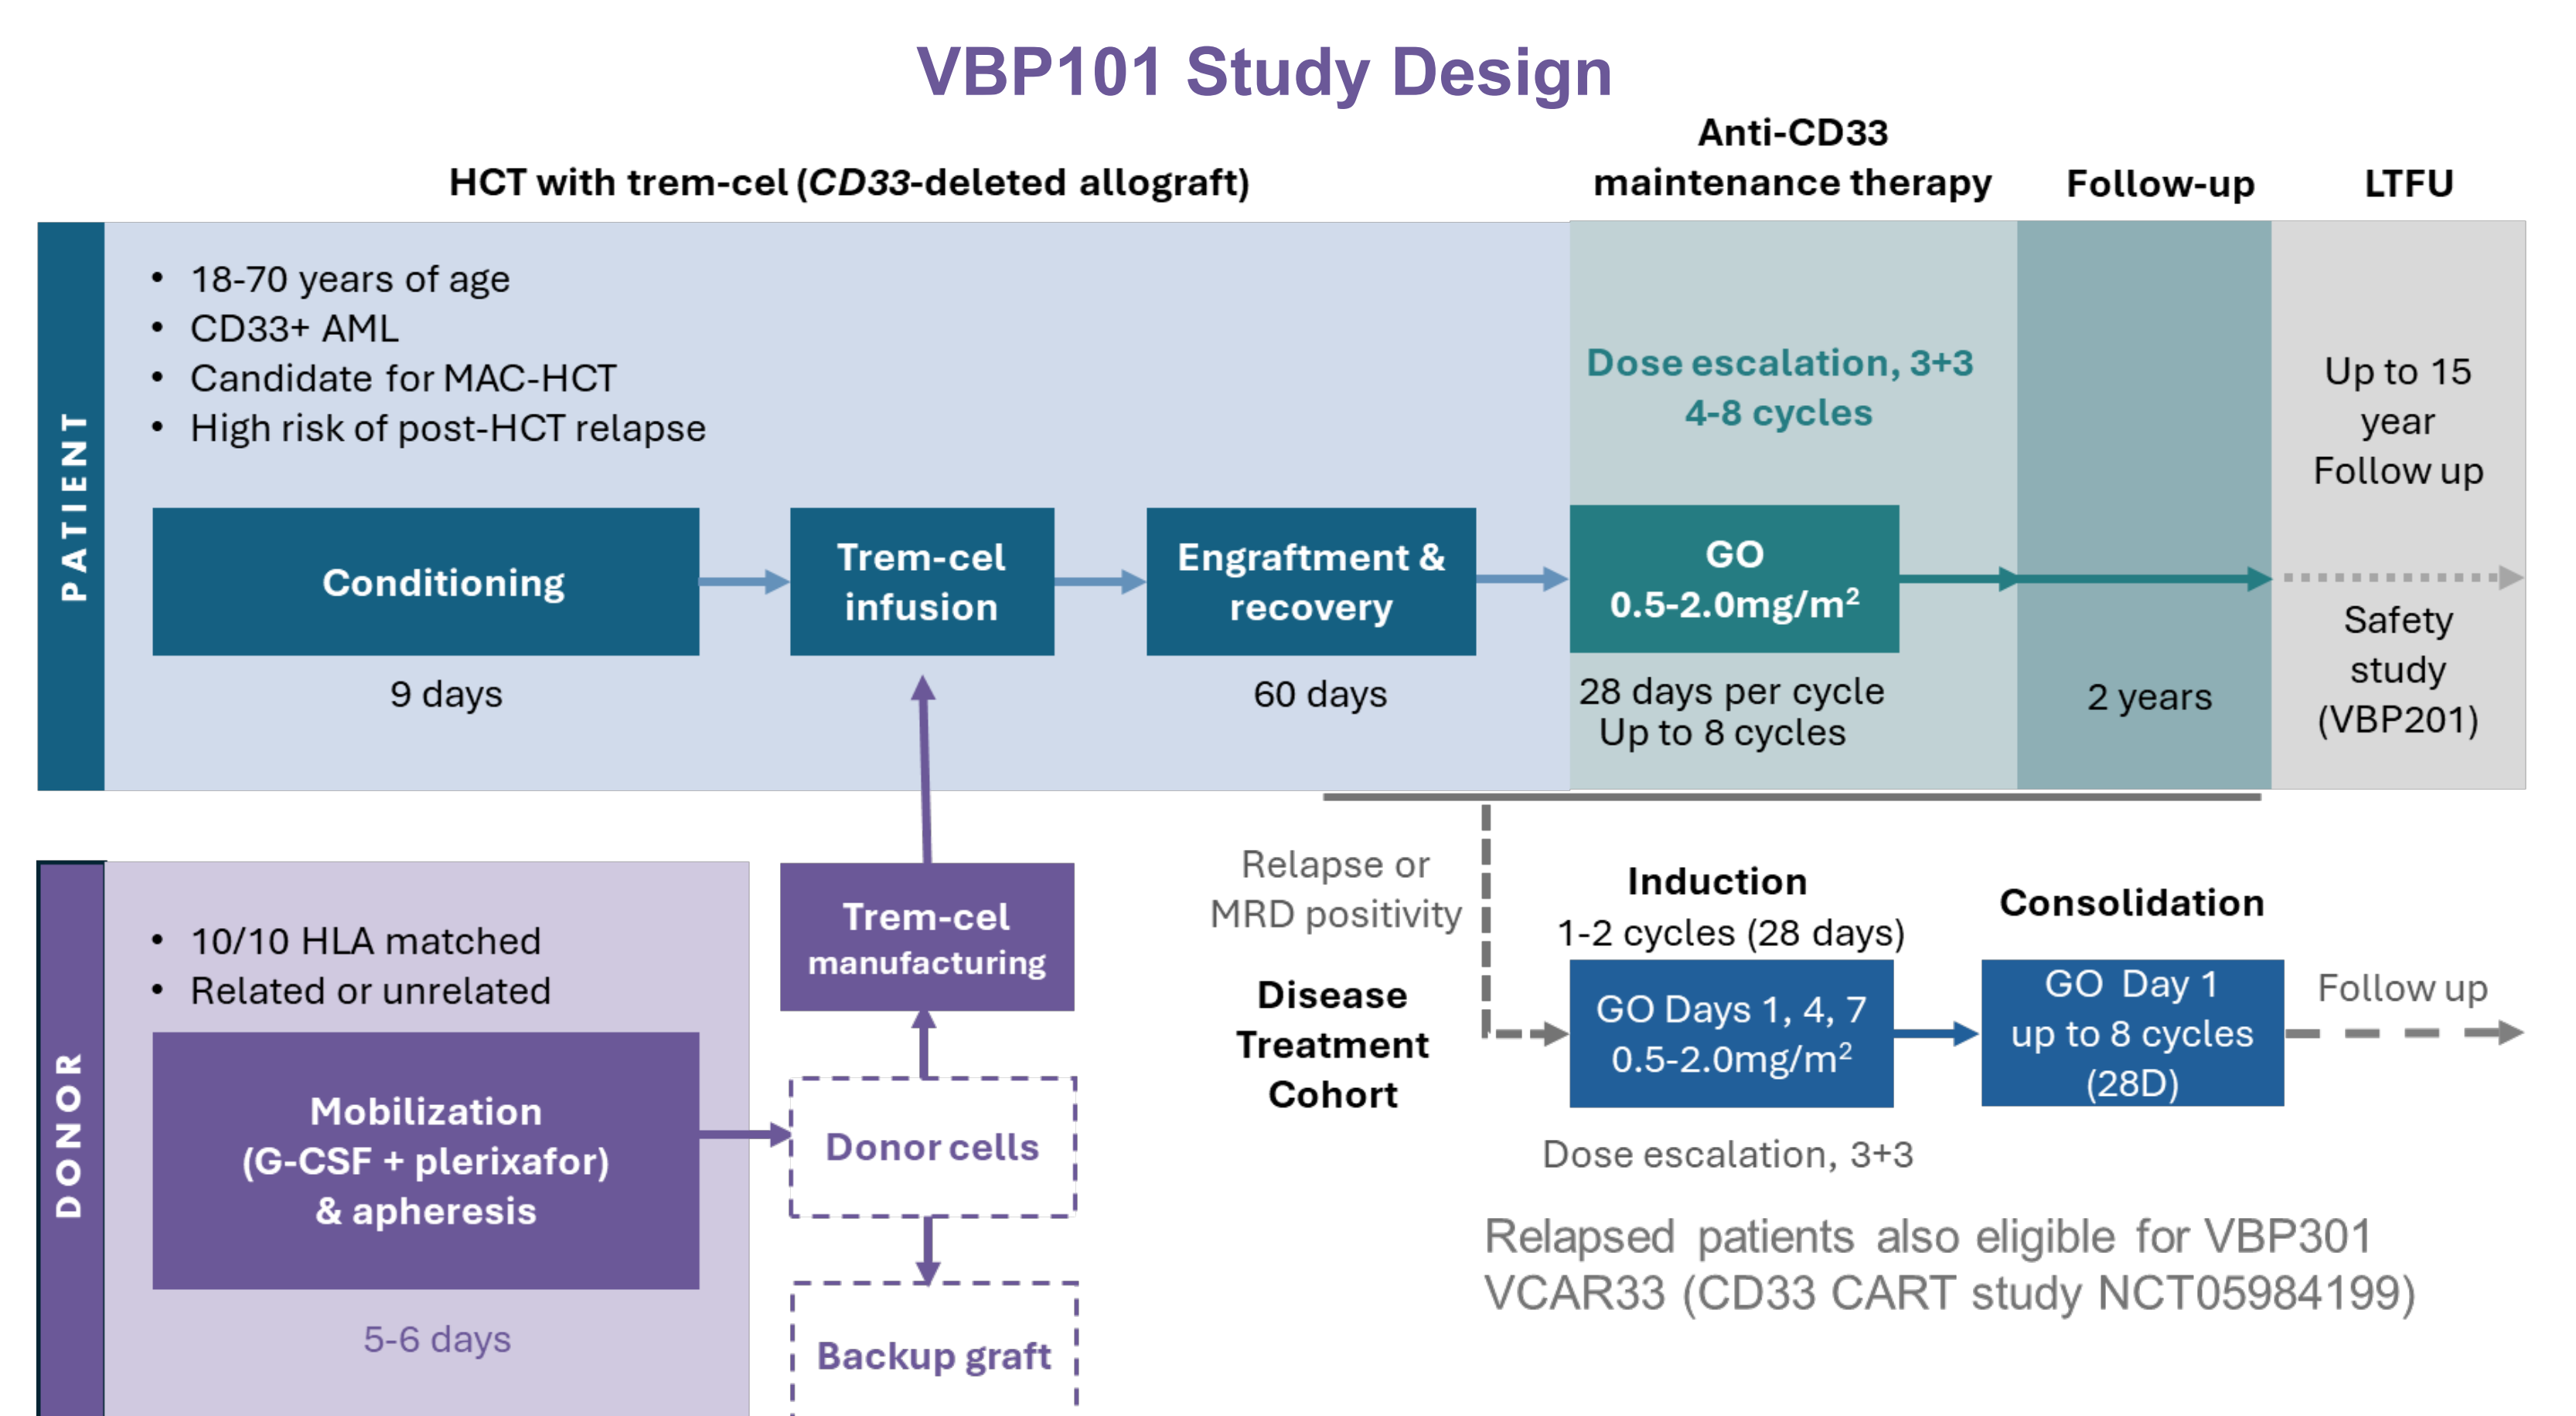 VBP101 Study Design
HCT with trem-cel (CD33-deleted allograft)
Anti-CD33
maintenance therapy
Follow-up
LTFU
PATIENT
• 18-70 years of age
• CD33+ AML
• Candidate for MAC-HCT
• High risk of post-HCT relapse
Conditioning
9 days
Trem-cel
infusion
Engraftment &
recovery
60 days
Dose escalation, 3+3
4-8 cycles
GO
0.5-2.0mg/m²
28 days per cycle
Up to 8 cycles
2 years
Up to 15
year
Follow up
Safety
study
(VBP201)
DONOR
• 10/10 HLA matched
• Related or unrelated
Mobilization
(G-CSF + plerixafor)
& apheresis
5-6 days
Trem-cel
manufacturing
Donor cells
Backup graft
Relapse or
MRD positivity
Disease
Treatment
Cohort
Induction
1-2 cycles (28 days)
GO Days 1, 4, 7
0.5-2.0mg/m²
Dose escalation, 3+3
Consolidation
GO Day 1
up to 8 cycles
(28D)
Follow up
Relapsed patients also eligible for VBP301
VCAR33 (CD33 CART study NCT05984199)